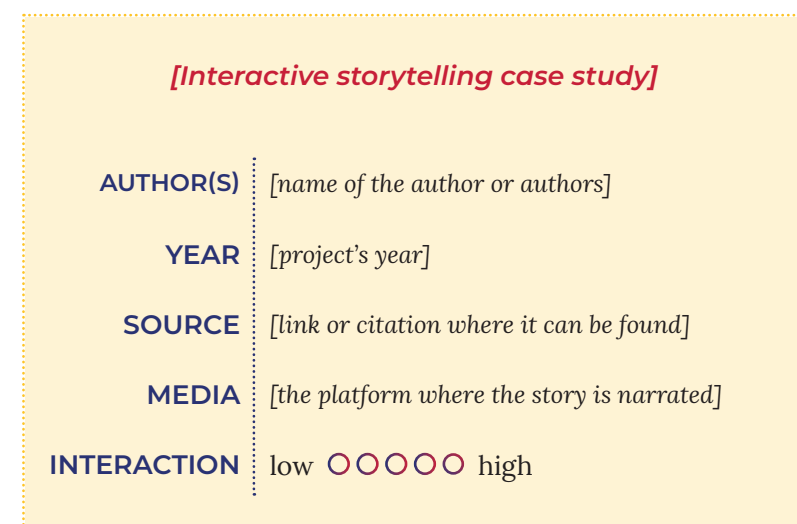 [Interactive storytelling case study]
AUTHOR(S) [name of the author or authors]
YEAR [project’s year]
SOURCE [link or citation where it can be found]
MEDIA [the platform where the story is narrated]
INTERACTION low high